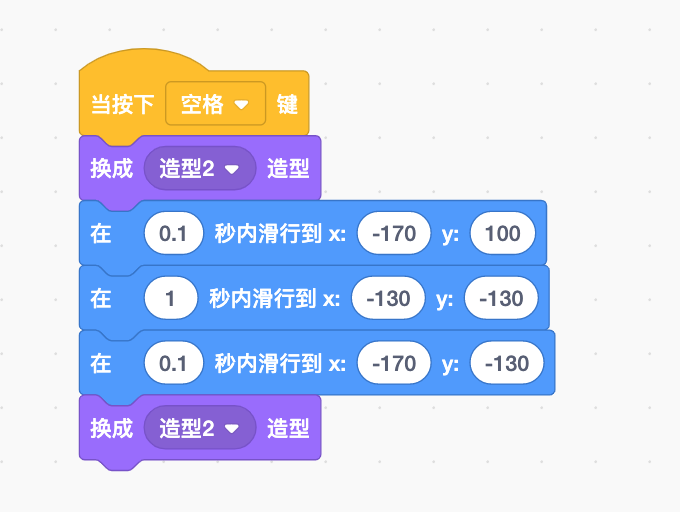 当按下 空格 键
换成 造型2 造型
在 0.1 秒内滑行到 x: -170 y: 100
在 1 秒内滑行到 x: -130 y: -130
在 0.1 秒内滑行到 x: -170 y: -130
换成 造型2 造型